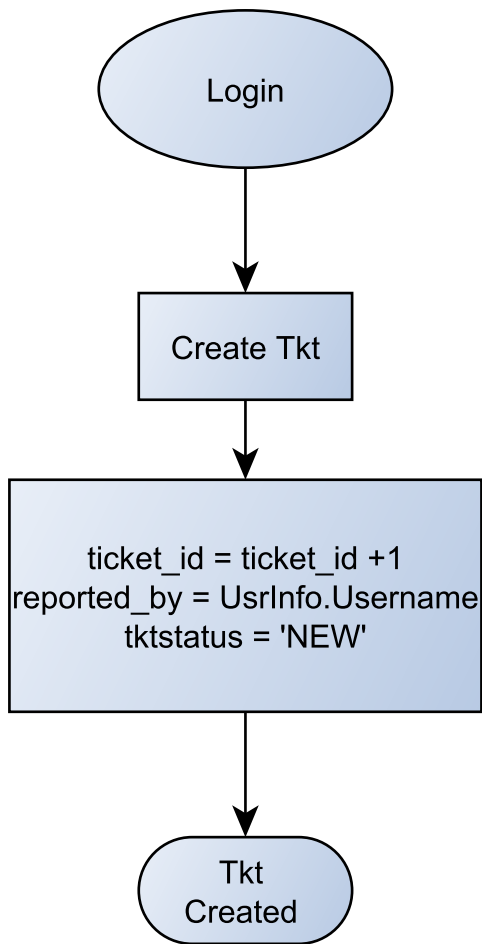 Login
Create Tkt
ticket_id = ticket_id +1
reported_by = UsrInfo.Username
tktstatus = 'NEW'
Tkt
Created